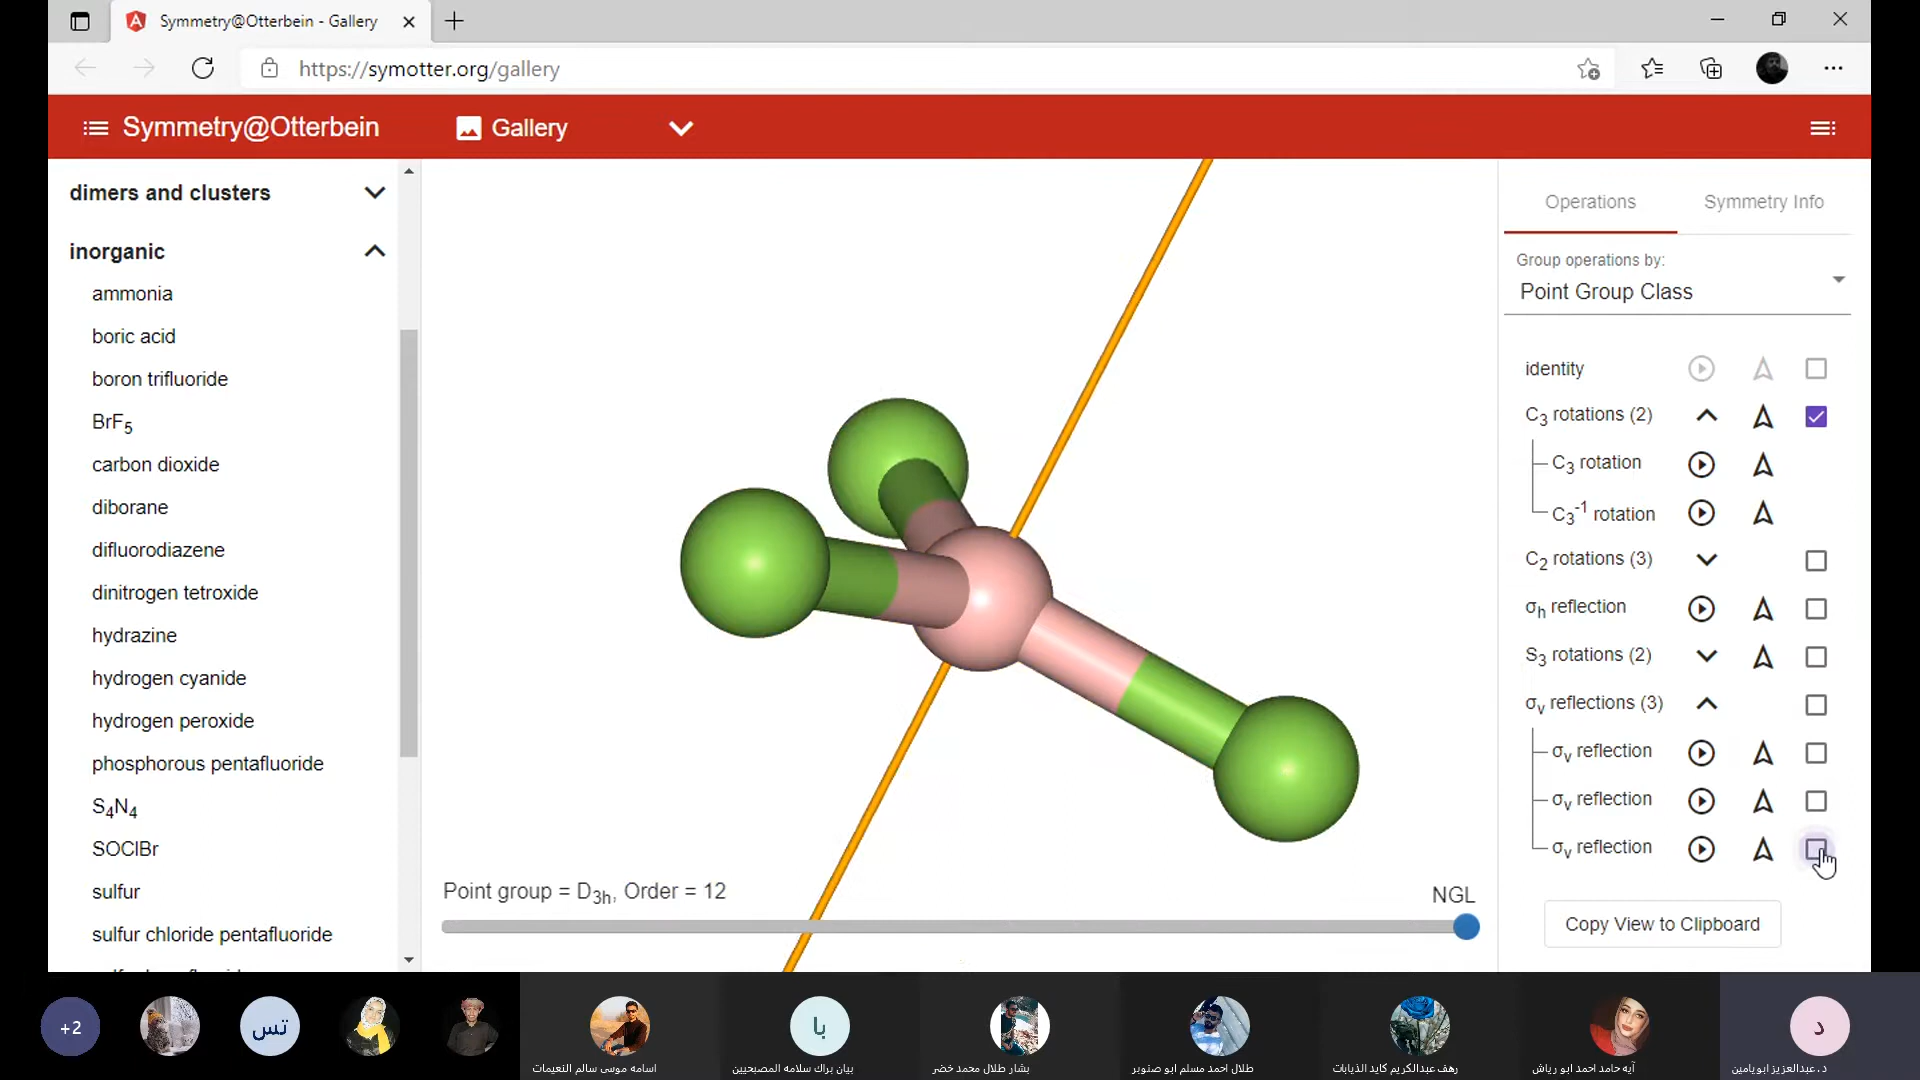 Symmetry@Otterbein - Gallery
https://symotter.org/gallery
Symmetry@Otterbein
Gallery
dimers and clusters
inorganic
ammonia
boric acid
boron trifluoride
BrF5
carbon dioxide
diborane
difluorodiazene
dinitrogen tetroxide
hydrazine
hydrogen cyanide
hydrogen peroxide
phosphorous pentafluoride
S4N4
SOClBr
sulfur
sulfur chloride pentafluoride
Point group = D3h, Order = 12
NGL
Operations
Symmetry Info
Group operations by:
Point Group Class
identity
C3 rotations (2)
C3 rotation
C3-1 rotation
C2 rotations (3)
σh reflection
S3 rotations (2)
σv reflections (3)
σv reflection
σv reflection
σv reflection
Copy View to Clipboard
+2
تس
با
د
اسامه موسى سالم النعيمات
بيان براك سلامه المصبحيين
بشار طلال محمد خضر
طلال احمد مسلم ابو صنوبر
رهف عبدالكريم كايد الذيابات
آيه حامد احمد ابو رياش
د. عبدالعزيز ابويامين